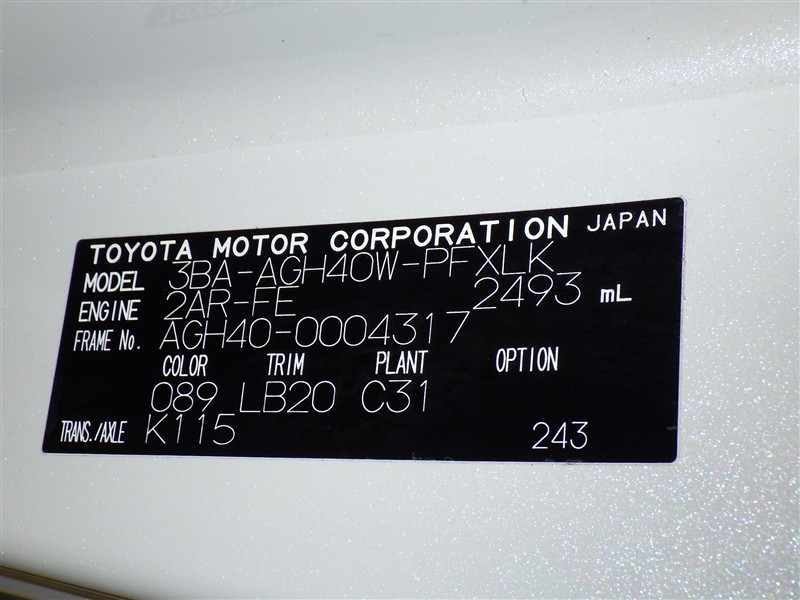 TOYOTA MOTOR CORPORATION JAPAN
MODEL 3BA-AGH40W-PFXLK
ENGINE 2AR-FE 2493 mL
FRAME No. AGH40-0004317
COLOR TRIM PLANT OPTION
089 LB20 C31
TRANS./AXLE K115 243